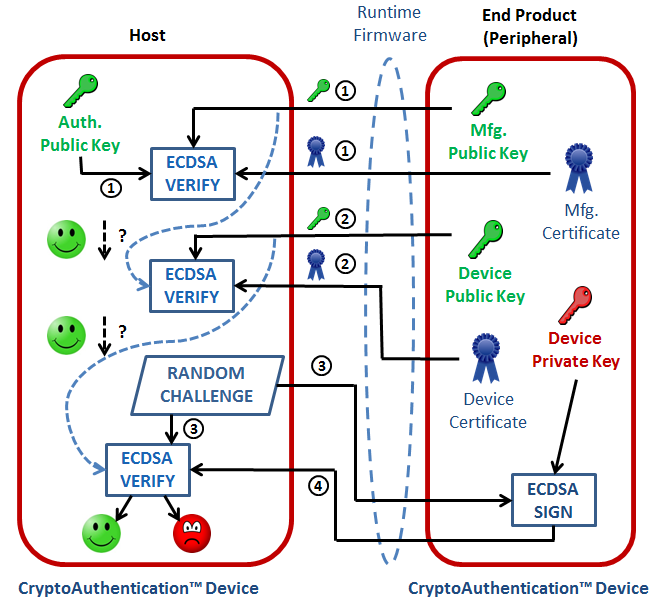 Runtime
Firmware
End Product
(Peripheral)
Host
Auth.
Public Key
1
ECDSA
VERIFY
1
1
Mfg.
Public Key
Mfg.
Certificate
?
2
ECDSA
VERIFY
2
Device
Public Key
?
Device
Private Key
RANDOM
CHALLENGE
3
Device
Certificate
3
ECDSA
VERIFY
4
ECDSA
SIGN
CryptoAuthentication™ Device
CryptoAuthentication™ Device